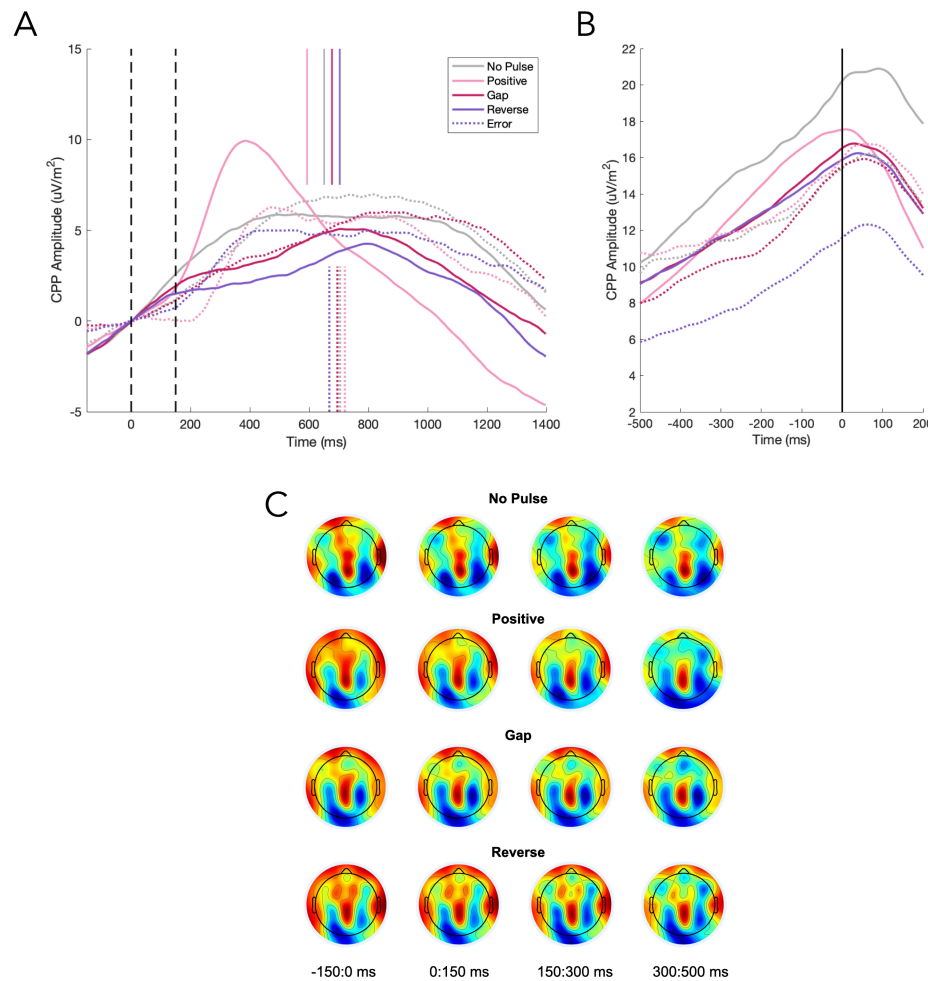 A
B
15
10
5
0
-5
CPP Amplitude (uV/m²)
0 200 400 600 800 1000 1200 1400
Time (ms)
No Pulse
Positive
Gap
Reverse
Error
22
20
18
16
14
12
10
8
6
4
2
CPP Amplitude (uV/m²)
-500 -400 -300 -200 -100 0 100 200
Time (ms)
C
No Pulse
Positive
Gap
Reverse
-150:0 ms 0:150 ms 150:300 ms 300:500 ms